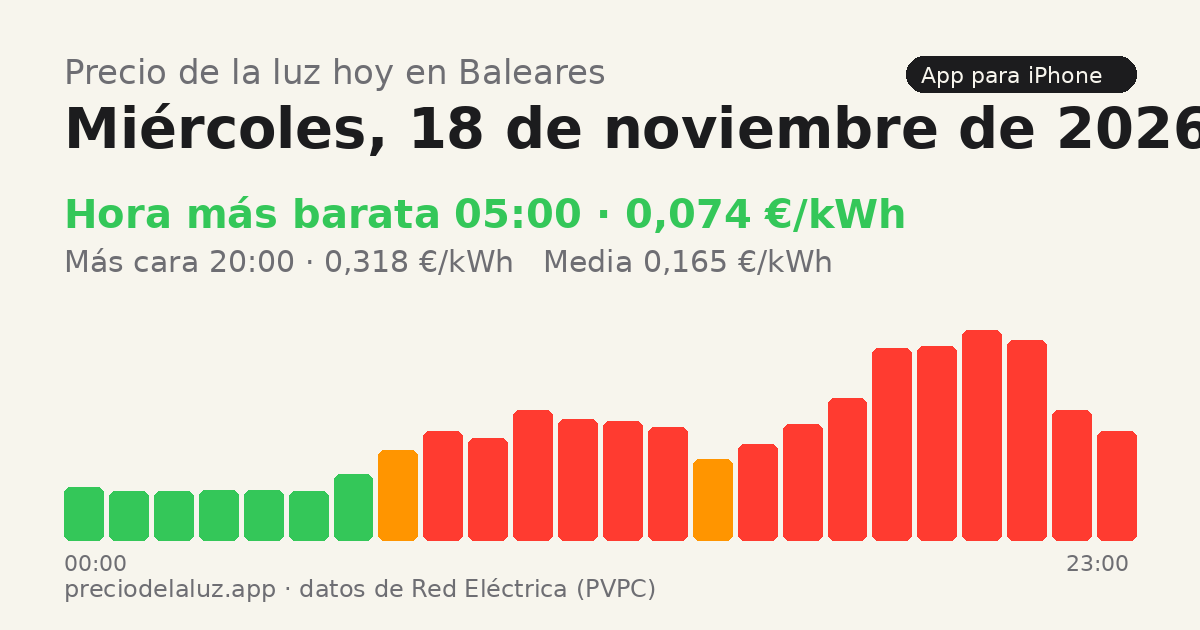 Precio de la luz hoy en Baleares
App para iPhone
Miércoles, 18 de noviembre de 2026
Hora más barata 05:00 · 0,074 €/kWh
Más cara 20:00 · 0,318 €/kWh Media 0,165 €/kWh
00:00 23:00
preciodelaluz.app · datos de Red Eléctrica (PVPC)